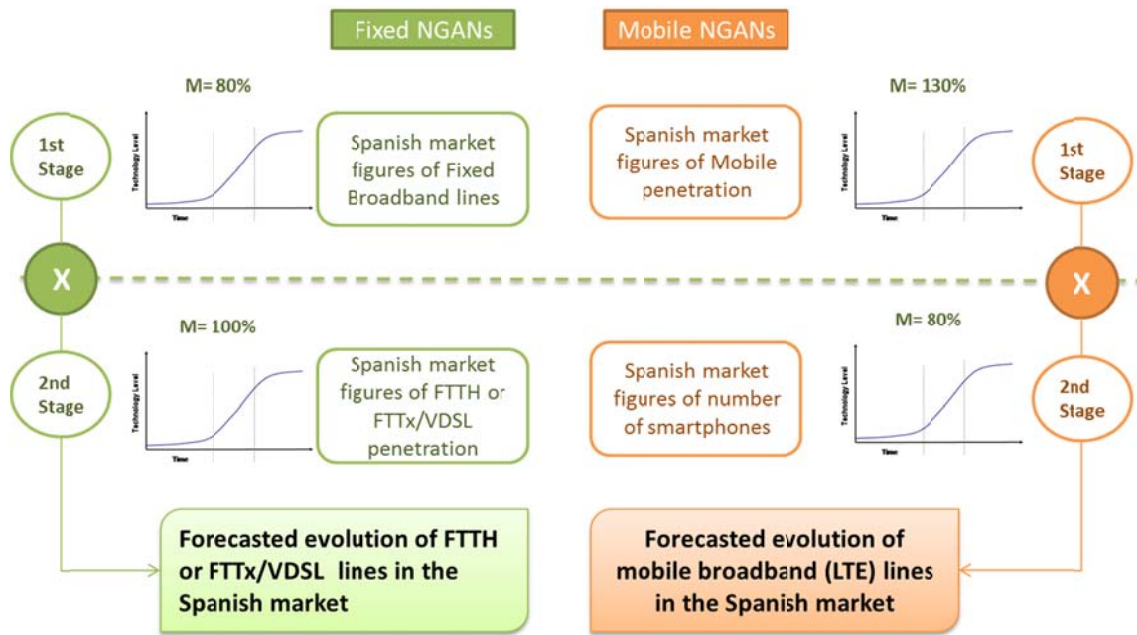 Fixed NGANs
Mobile NGANs
M= 80%
M= 130%
1st
Stage
Technology Level
Time
Spanish market
figures of Fixed
Broadband lines
Spanish market
figures of Mobile
penetration
Technology Level
Time
1st
Stage
X
X
M= 100%
M= 80%
2nd
Stage
Technology Level
Time
Spanish market
figures of FTTH or
FTTx/VDSL
penetration
Spanish market
figures of number
of smartphones
Technology Level
Time
2nd
Stage
Forecasted evolution of FTTH
or FTTx/VDSL lines in the
Spanish market
Forecasted evolution of
mobile broadband (LTE) lines
in the Spanish market